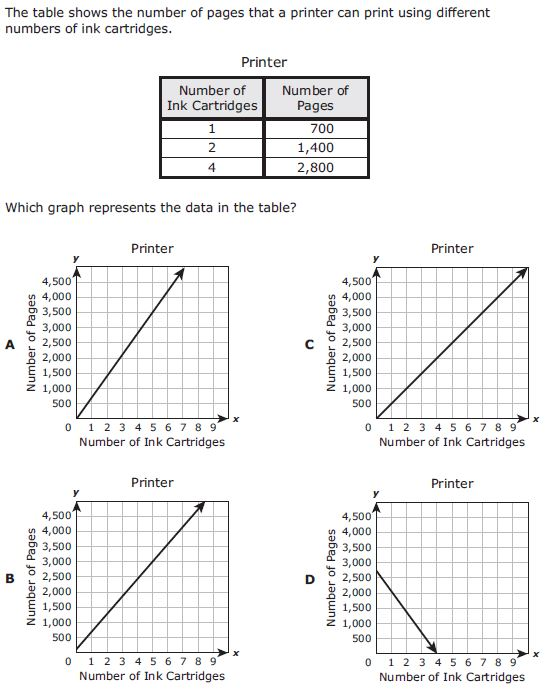 The table shows the number of pages that a printer can print using different
numbers of ink cartridges.
Printer
Number of Ink Cartridges Number of Pages
1 700
2 1,400
4 2,800
Which graph represents the data in the table?
A
Printer
y
4,500
4,000
3,500
3,000
2,500
2,000
1,500
1,000
500
0 1 2 3 4 5 6 7 8 9 x
Number of Pages
Number of Ink Cartridges
C
Printer
y
4,500
4,000
3,500
3,000
2,500
2,000
1,500
1,000
500
0 1 2 3 4 5 6 7 8 9 x
Number of Pages
Number of Ink Cartridges
B
Printer
y
4,500
4,000
3,500
3,000
2,500
2,000
1,500
1,000
500
0 1 2 3 4 5 6 7 8 9 x
Number of Pages
Number of Ink Cartridges
D
Printer
y
4,500
4,000
3,500
3,000
2,500
2,000
1,500
1,000
500
0 1 2 3 4 5 6 7 8 9 x
Number of Pages
Number of Ink Cartridges